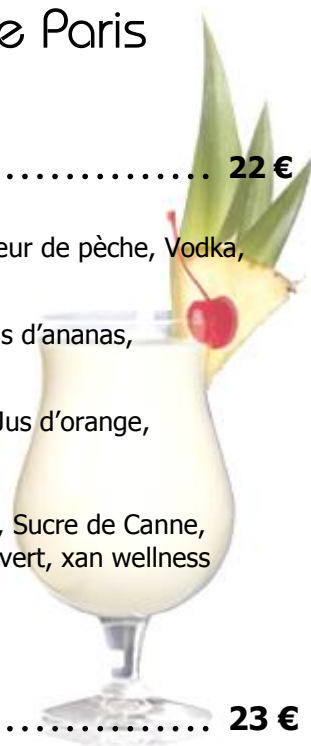 e Paris
.............. 22 €
eur de pèche, Vodka,
s d’ananas,
Jus d’orange,
, Sucre de Canne,
vert, xan wellness
.............. 23 €